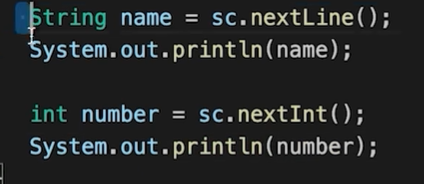 String name = sc.nextLine();
System.out.println(name);
int number = sc.nextInt();
System.out.println(number);